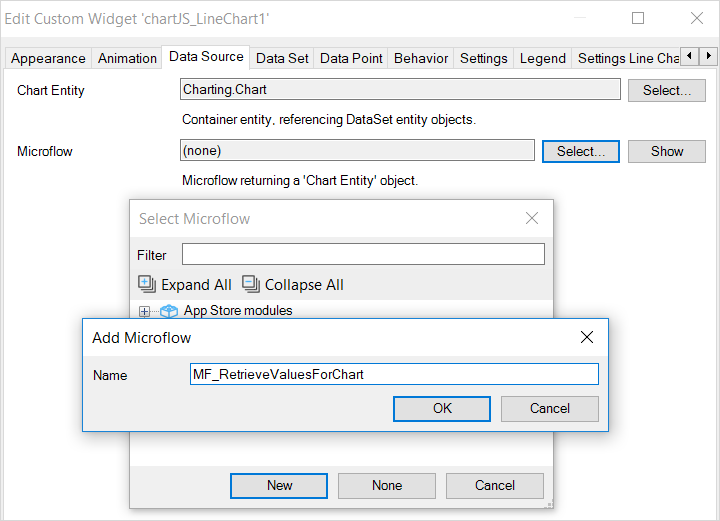 Edit Custom Widget 'chartJS_LineChart1'
Appearance Animation Data Source Data Set Data Point Behavior Settings Legend Settings Line Cha
Chart Entity Charting.Chart Select...
Container entity, referencing DataSet entity objects.
Microflow (none) Select... Show
Microflow returning a 'Chart Entity' object.
Select Microflow
Filter
Expand All Collapse All
App Store modules
Add Microflow
Name MF_RetrieveValuesForChart
OK Cancel
New None Cancel